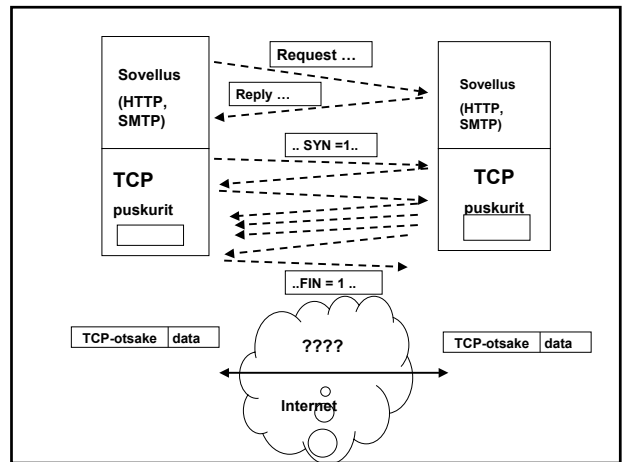 Request …
Sovellus
(HTTP,
SMTP)
Reply …
Sovellus
(HTTP,
SMTP)
.. SYN =1..
TCP
puskurit
TCP
puskurit
..FIN = 1 ..
TCP-otsake data
????
TCP-otsake data
Internet